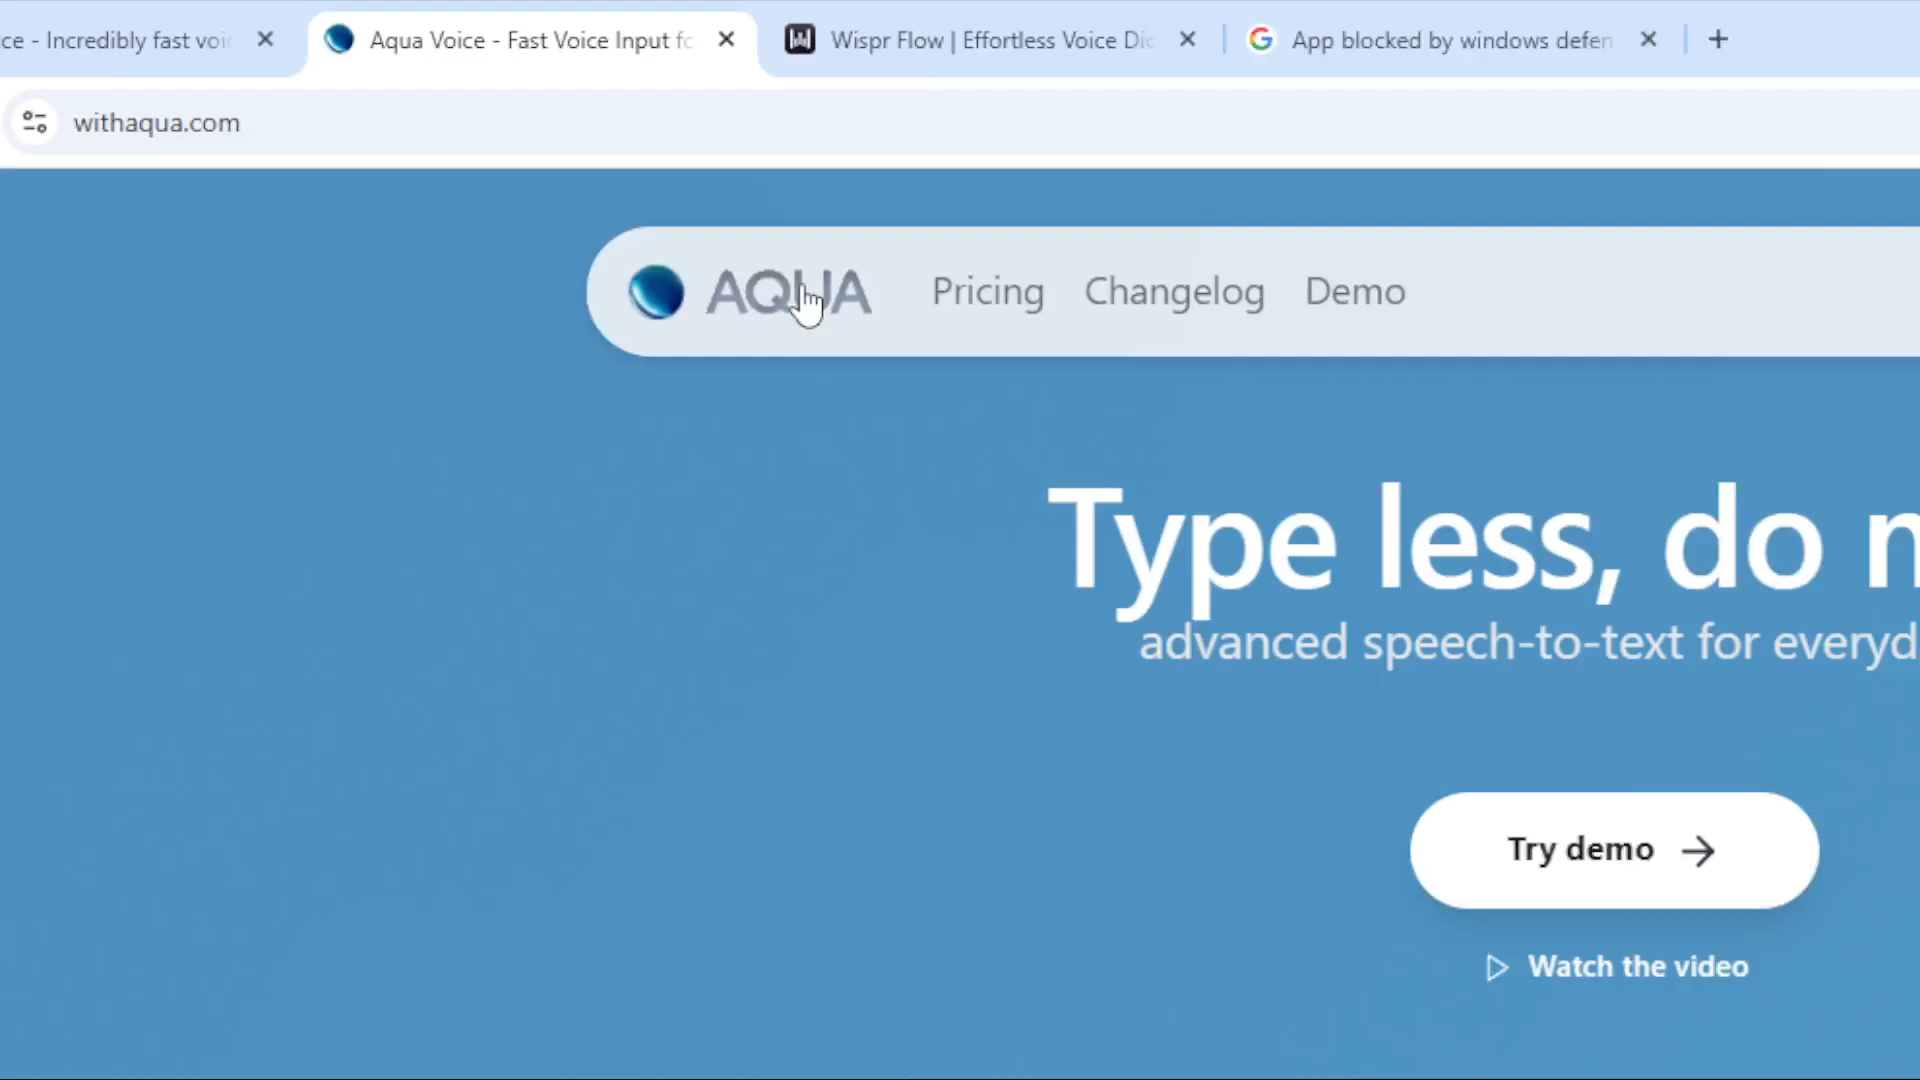 ce - Incredibly fast voi
Aqua Voice - Fast Voice Input fo
Wispr Flow | Effortless Voice Dic
App blocked by windows defen
withaqua.com
AQUA
Pricing
Changelog
Demo
Type less, do m
advanced speech-to-text for everyd
Try demo
Watch the video